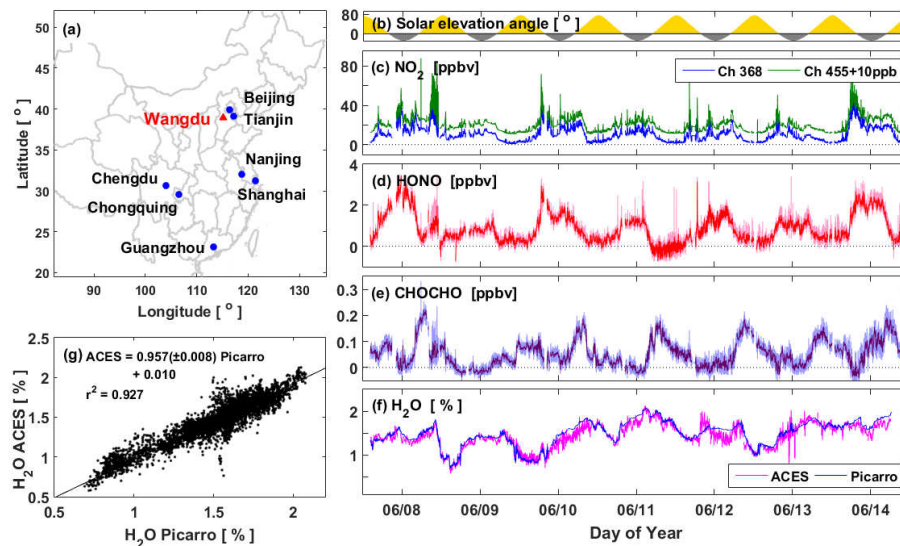 (a)
50
45
40
35
30
25
20
Latitude [ ° ]
90
100
110
120
130
Longitude [ ° ]
Beijing
Wangdu
Tianjin
Nanjing
Chengdu
Shanghai
Chongquing
Guangzhou
(b) Solar elevation angle [ ° ]
80
0
(c) NO2 [ppbv]
Ch 368
Ch 455+10ppb
80
40
0
(d) HONO [ppbv]
4
2
0
(e) CHOCHO [ppbv]
0.3
0.2
0.1
0
(f) H2O [ % ]
2
1
ACES
Picarro
06/08
06/09
06/10
06/11
06/12
06/13
06/14
Day of Year
(g) ACES = 0.957(±0.008) Picarro
+ 0.010
r² = 0.927
2.5
2
1.5
1
0.5
H2O ACES [ % ]
0.5
1
1.5
2
H2O Picarro [ % ]